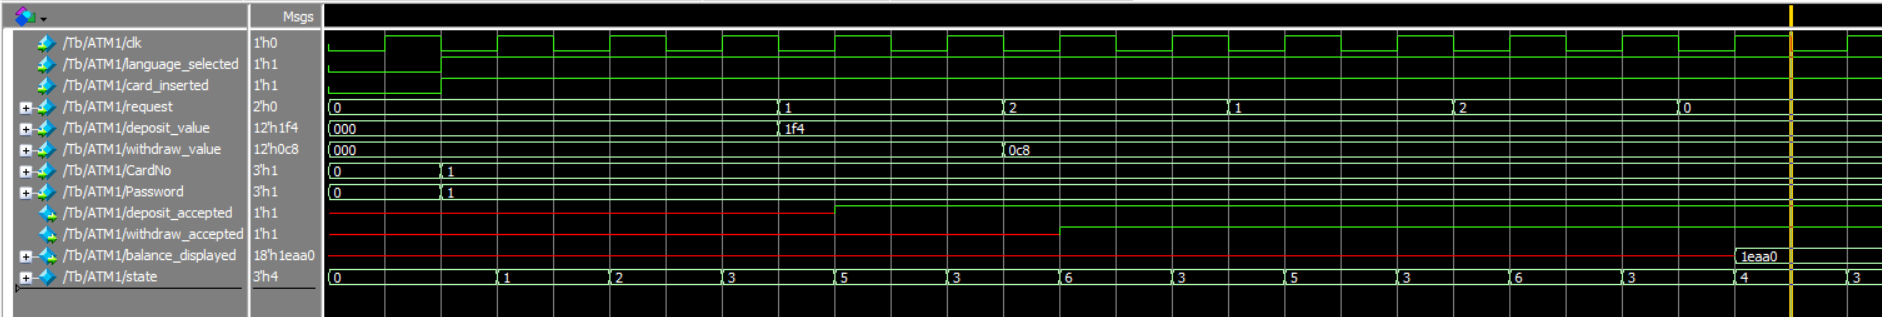 Msgs
/Tb/ATM1/clk 1'h0
/Tb/ATM1/language_selected 1'h1
/Tb/ATM1/card_inserted 1'h1
/Tb/ATM1/request 2'h0 0 1 2 1 2 0
/Tb/ATM1/deposit_value 12'h1f4 000 1f4
/Tb/ATM1/withdraw_value 12'h0c8 000 0c8
/Tb/ATM1/CardNo 3'h1 0 1
/Tb/ATM1/Password 3'h1 0 1
/Tb/ATM1/deposit_accepted 1'h1
/Tb/ATM1/withdraw_accepted 1'h1
/Tb/ATM1/balance_displayed 18'h1eaa0 1eaa0
/Tb/ATM1/state 3'h4 0 1 2 3 5 3 6 3 5 3 6 3 4 3